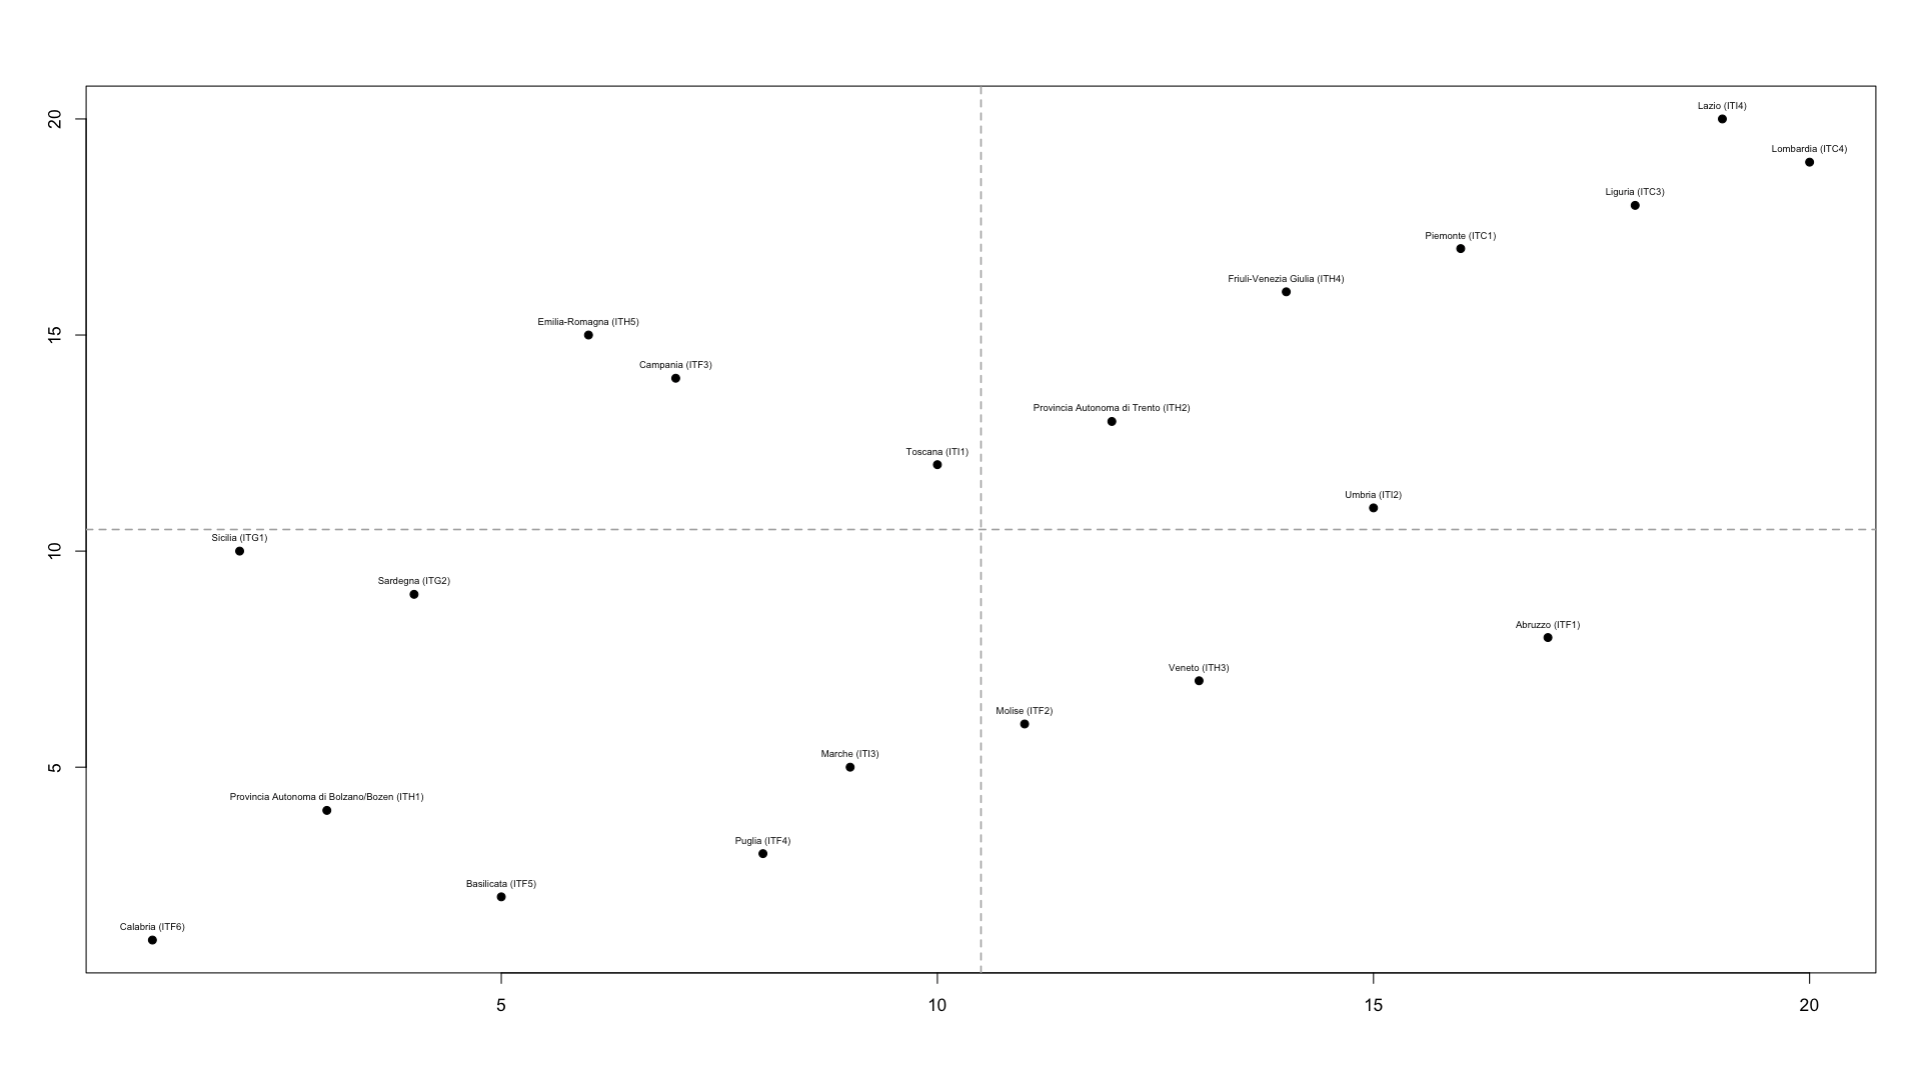 20
15
10
5
Lazio (ITI4)
Lombardia (ITC4)
Liguria (ITC3)
Piemonte (ITC1)
Friuli-Venezia Giulia (ITH4)
Emilia-Romagna (ITH5)
Campania (ITF3)
Provincia Autonoma di Trento (ITH2)
Toscana (ITI1)
Umbria (ITI2)
Sicilia (ITG1)
Sardegna (ITG2)
Abruzzo (ITF1)
Veneto (ITH3)
Molise (ITF2)
Marche (ITI3)
Provincia Autonoma di Bolzano/Bozen (ITH1)
Puglia (ITF4)
Basilicata (ITF5)
Calabria (ITF6)
5
10
15
20